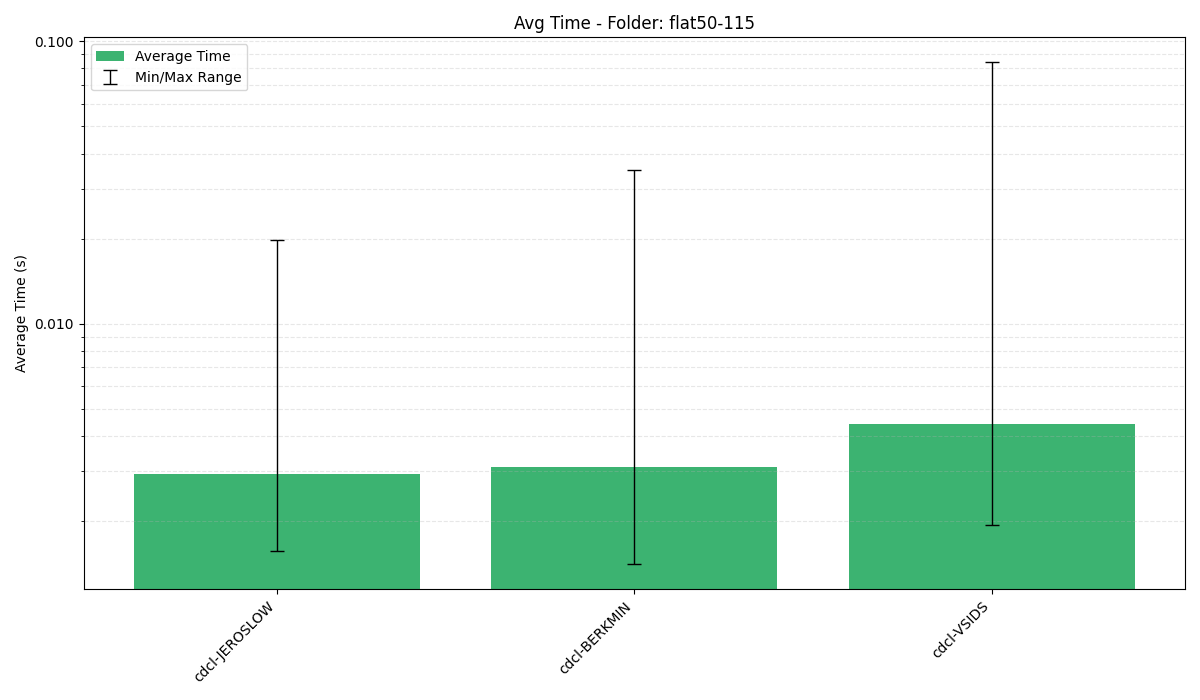 Avg Time - Folder: flat50-115
Average Time
Min/Max Range
Average Time (s)
0.100
0.010
cdcl-JEROSLOW
cdcl-BERKMIN
cdcl-VSIDS